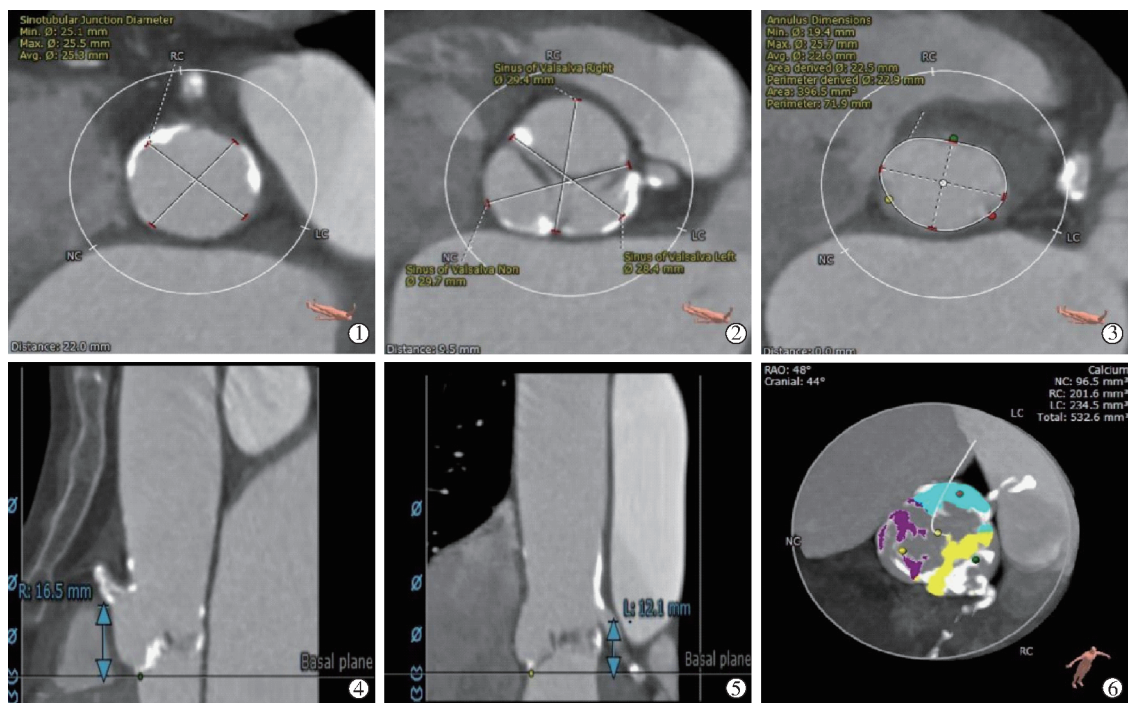 Sinotubular Junction Diameter
Min. Ø: 25.1 mm
Max. Ø: 25.5 mm
Avg. Ø: 25.3 mm
RC
NC
LC
Distance: 22.0 mm
①
RC
Sinus of Valsalva Right
Ø 29.4 mm
NC
LC
Sinus of Valsalva Non
Ø 29.7 mm
Sinus of Valsalva Left
Ø 28.4 mm
Distance: 9.5 mm
②
Annulus Dimensions
Min. Ø: 19.4 mm
Max. Ø: 25.7 mm
Avg. Ø: 22.6 mm
Area derived Ø: 22.5 mm
Perimeter derived Ø: 22.9 mm
Area: 396.5 mm²
Perimeter: 71.9 mm
RC
NC
LC
Distance: 0.0 mm
③
Ø
Ø
R: 16.5 mm
Ø
Basal plane
④
Ø
Ø
L: 12.1 mm
Ø
Basal plane
⑤
RAO: 48°
Cranial: 44°
Calcium
NC: 96.5 mm³
RC: 201.6 mm³
LC: 234.5 mm³
Total: 532.6 mm³
LC
NC
RC
⑥